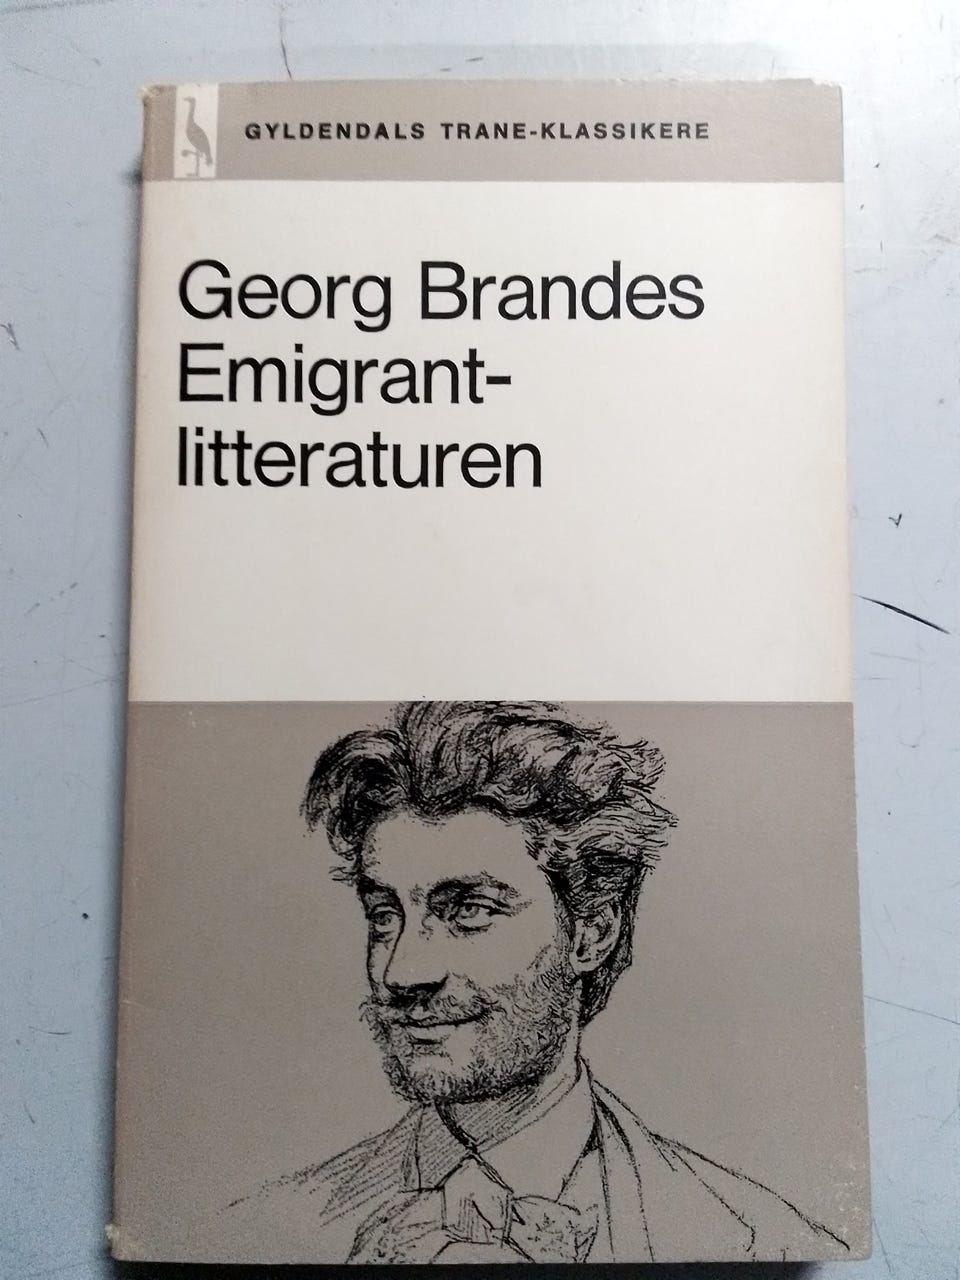 GYLDENDALS TRANE-KLASSIKERE
Georg Brandes
Emigrant-
litteraturen